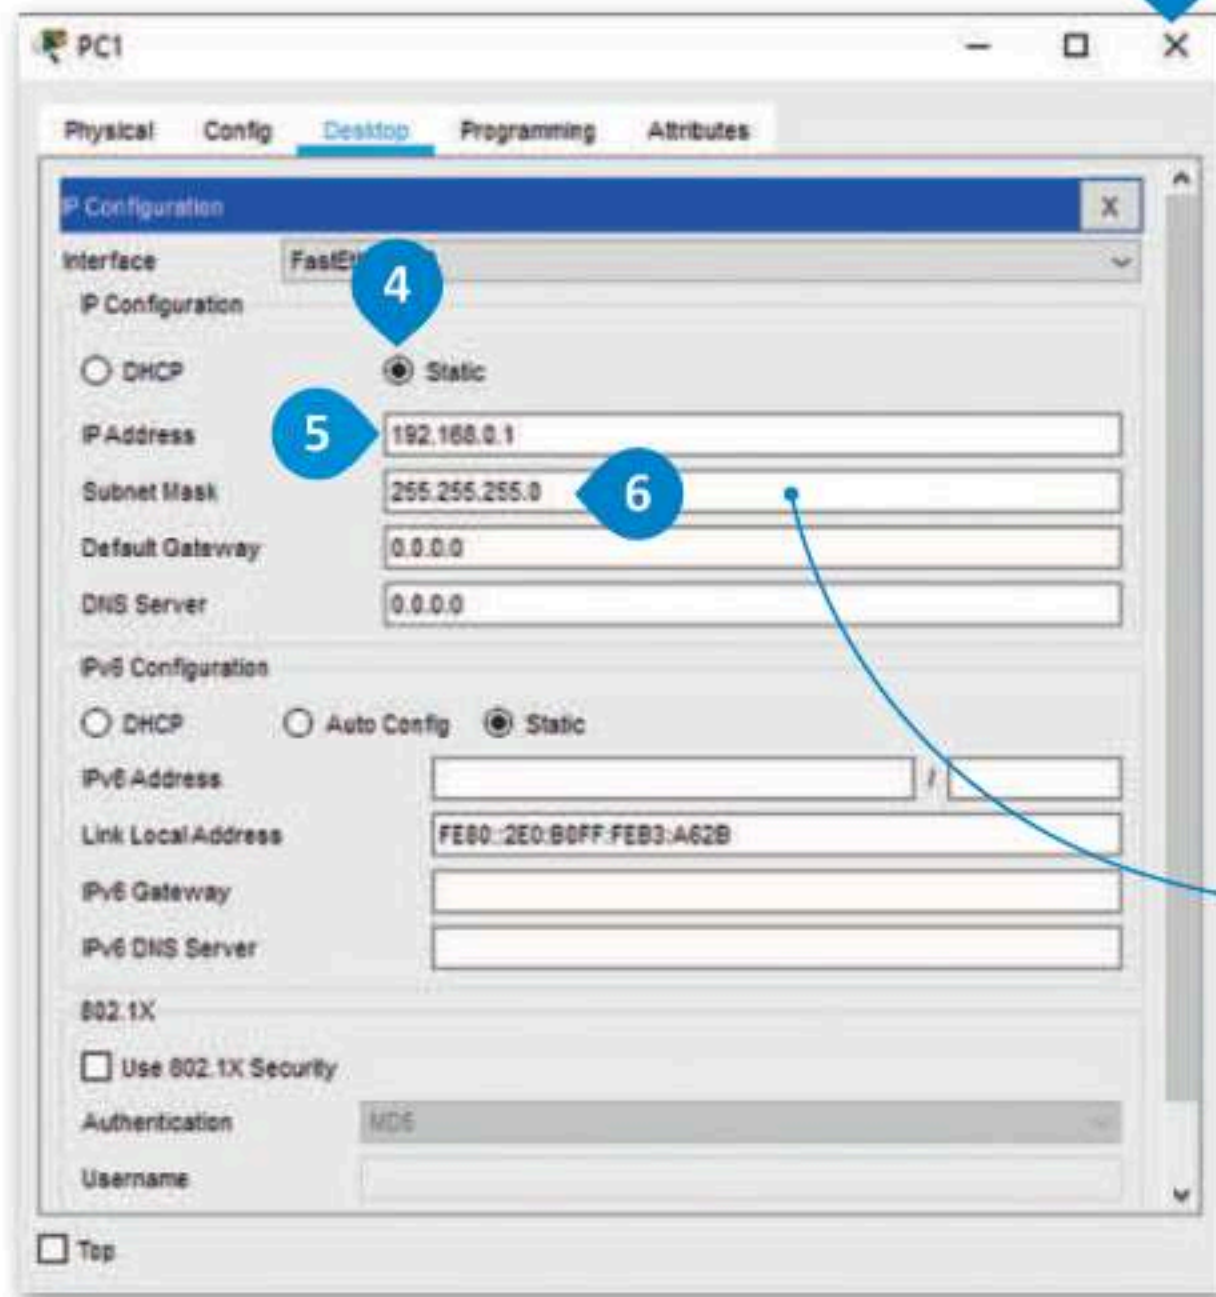 PC1
Physical Config Desktop Programming Attributes
IP Configuration X
Interface
4
IP Configuration
DHCP Static
5
IP Address 192.168.0.1
Subnet Mask 255.255.255.0 6
Default Gateway 0.0.0.0
DNS Server 0.0.0.0
IPv6 Configuration
DHCP Auto Config Static
IPv6 Address /
Link Local Address FE80::2E0:B0FF:FEB3:A62B
IPv6 Gateway
IPv6 DNS Server
802.1X
Use 802.1X Security
Authentication MD5
Username
Top